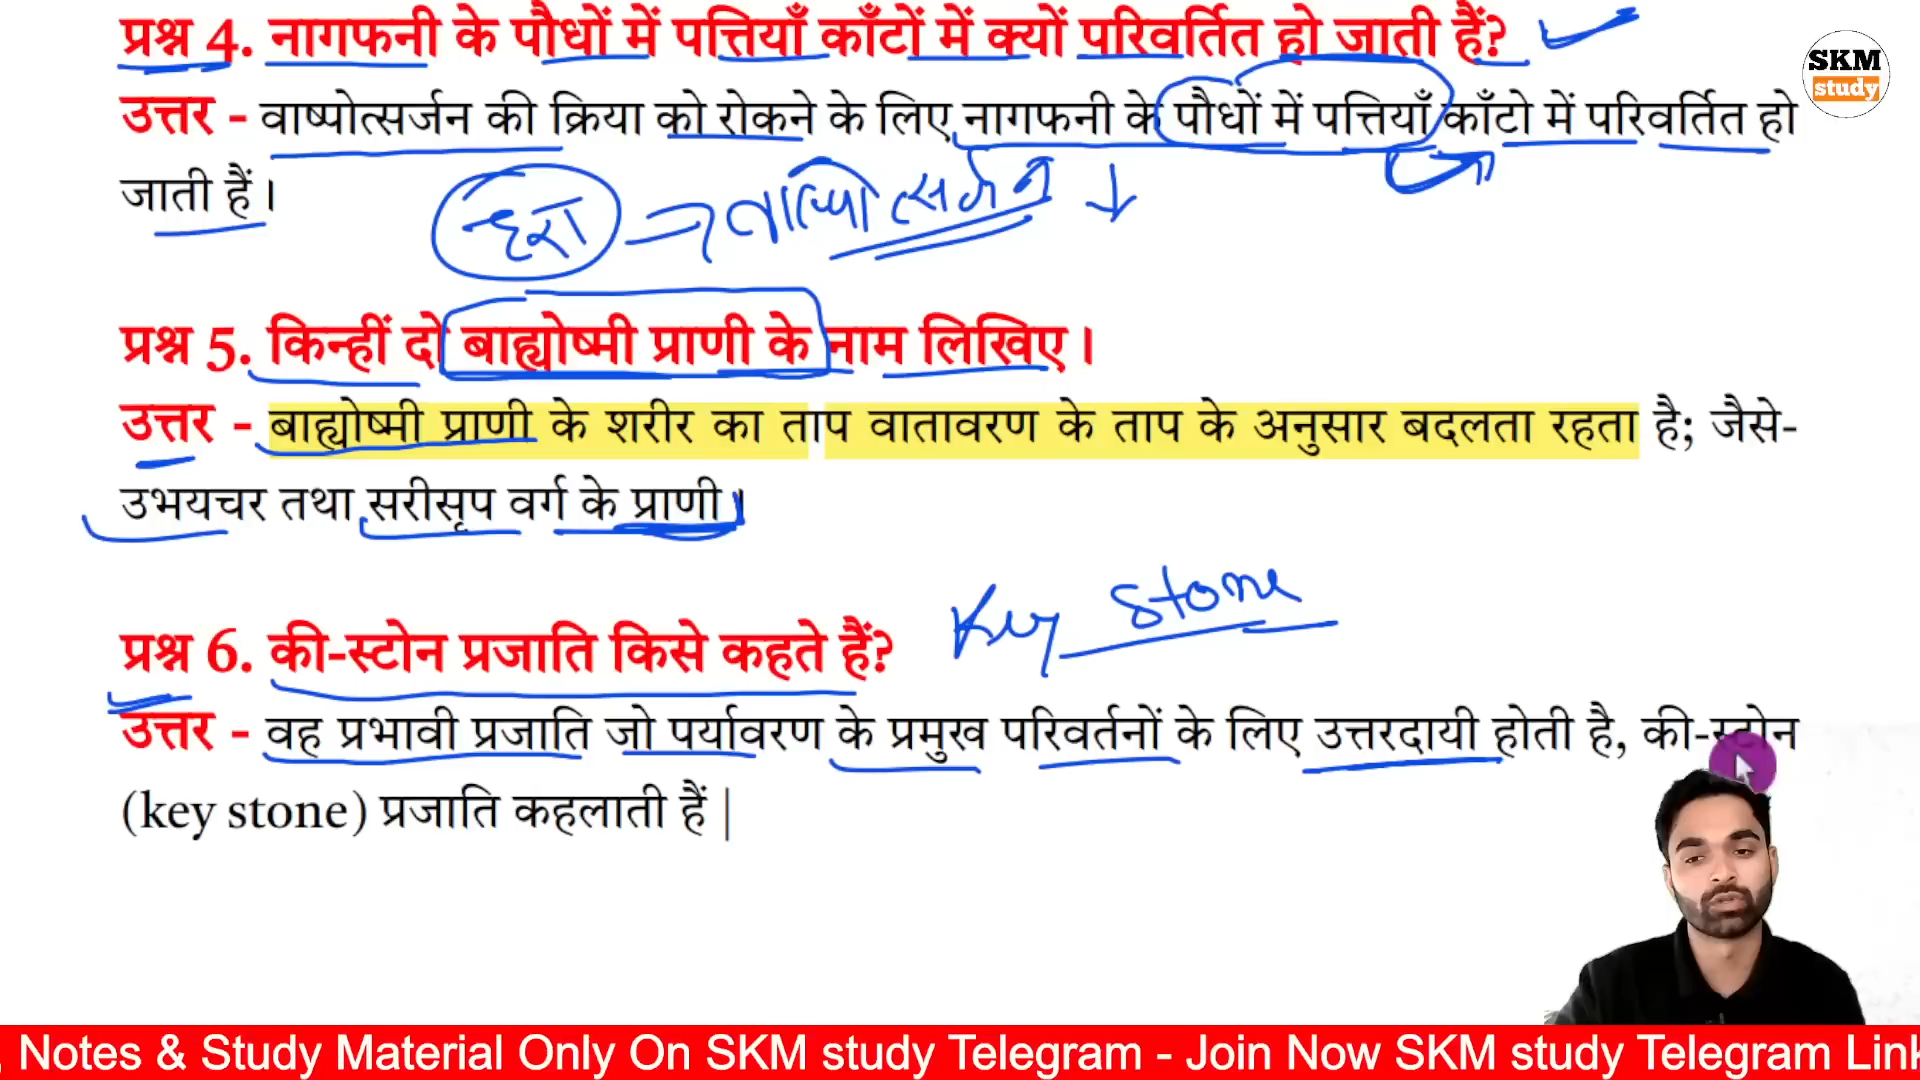 प्रश्न 4. नागफनी के पौधों में पत्तियाँ काँटों में क्यों परिवर्तित हो जाती हैं?
SKM
study
उत्तर - वाष्पोत्सर्जन की क्रिया को रोकने के लिए नागफनी के पौधों में पत्तियाँ काँटो में परिवर्तित हो
जाती हैं।
हरा वाष्पोत्सर्जन
प्रश्न 5. किन्हीं दो बाह्योष्मी प्राणी के नाम लिखिए।
उत्तर - बाह्योष्मी प्राणी के शरीर का ताप वातावरण के ताप के अनुसार बदलता रहता है; जैसे-
उभयचर तथा सरीसृप वर्ग के प्राणी।
Key Stone
प्रश्न 6. की-स्टोन प्रजाति किसे कहते हैं?
उत्तर - वह प्रभावी प्रजाति जो पर्यावरण के प्रमुख परिवर्तनों के लिए उत्तरदायी होती है, की-स्टोन
(key stone) प्रजाति कहलाती हैं |
, Notes & Study Material Only On SKM study Telegram - Join Now SKM study Telegram Link